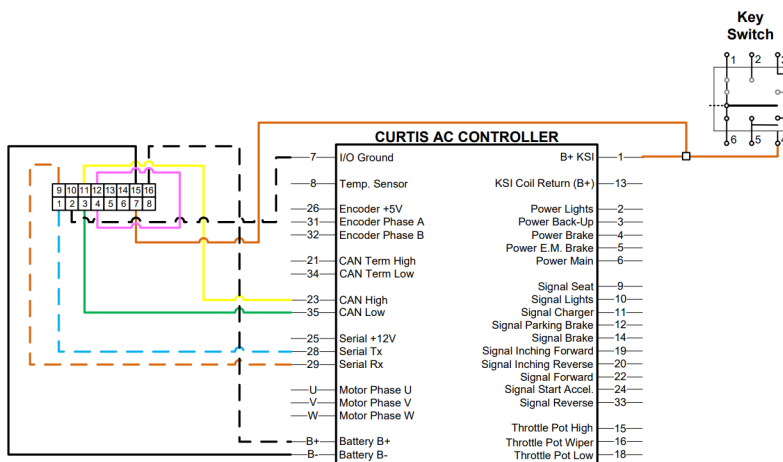 Key
Switch
1 2 3
6 5 4
CURTIS AC CONTROLLER
9 10 11 12 13 14 15 16
1 2 3 4 5 6 7 8
7 I/O Ground
8 Temp. Sensor
26 Encoder +5V
31 Encoder Phase A
32 Encoder Phase B
21 CAN Term High
34 CAN Term Low
23 CAN High
35 CAN Low
25 Serial +12V
28 Serial Tx
29 Serial Rx
U Motor Phase U
V Motor Phase V
W Motor Phase W
B+ Battery B+
B- Battery B-
B+ KSI 1
KSI Coil Return (B+) 13
Power Lights 2
Power Back-Up 3
Power Brake 4
Power E.M. Brake 5
Power Main 6
Signal Seat 9
Signal Lights 10
Signal Charger 11
Signal Parking Brake 12
Signal Brake 14
Signal Inching Forward 19
Signal Inching Reverse 20
Signal Forward 22
Signal Start Accel. 24
Signal Reverse 33
Throttle Pot High 15
Throttle Pot Wiper 16
Throttle Pot Low 18